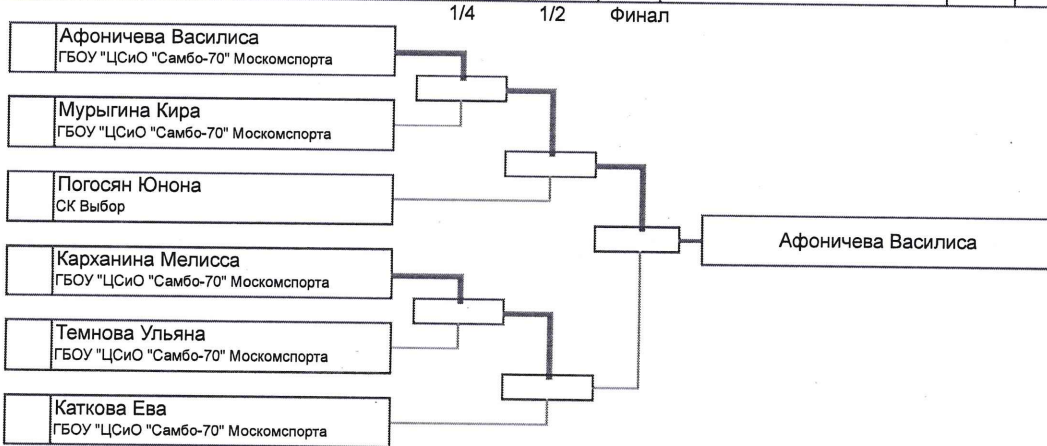 1/4 1/2 Финал
Афоничева Василиса
ГБОУ "ЦСиО "Самбо-70" Москомспорта
Мурыгина Кира
ГБОУ "ЦСиО "Самбо-70" Москомспорта
Погосян Юнона
СК Выбор
Афоничева Василиса
Карханина Мелисса
ГБОУ "ЦСиО "Самбо-70" Москомспорта
Темнова Ульяна
ГБОУ "ЦСиО "Самбо-70" Москомспорта
Каткова Ева
ГБОУ "ЦСиО "Самбо-70" Москомспорта